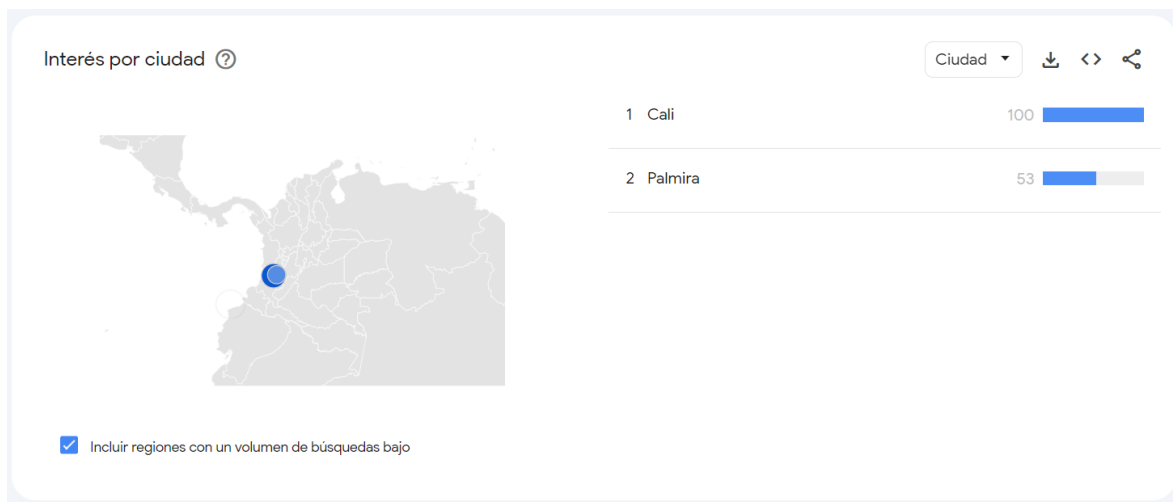 Interés por ciudad
Ciudad
1 Cali 100
2 Palmira 53
Incluir regiones con un volumen de búsquedas bajo